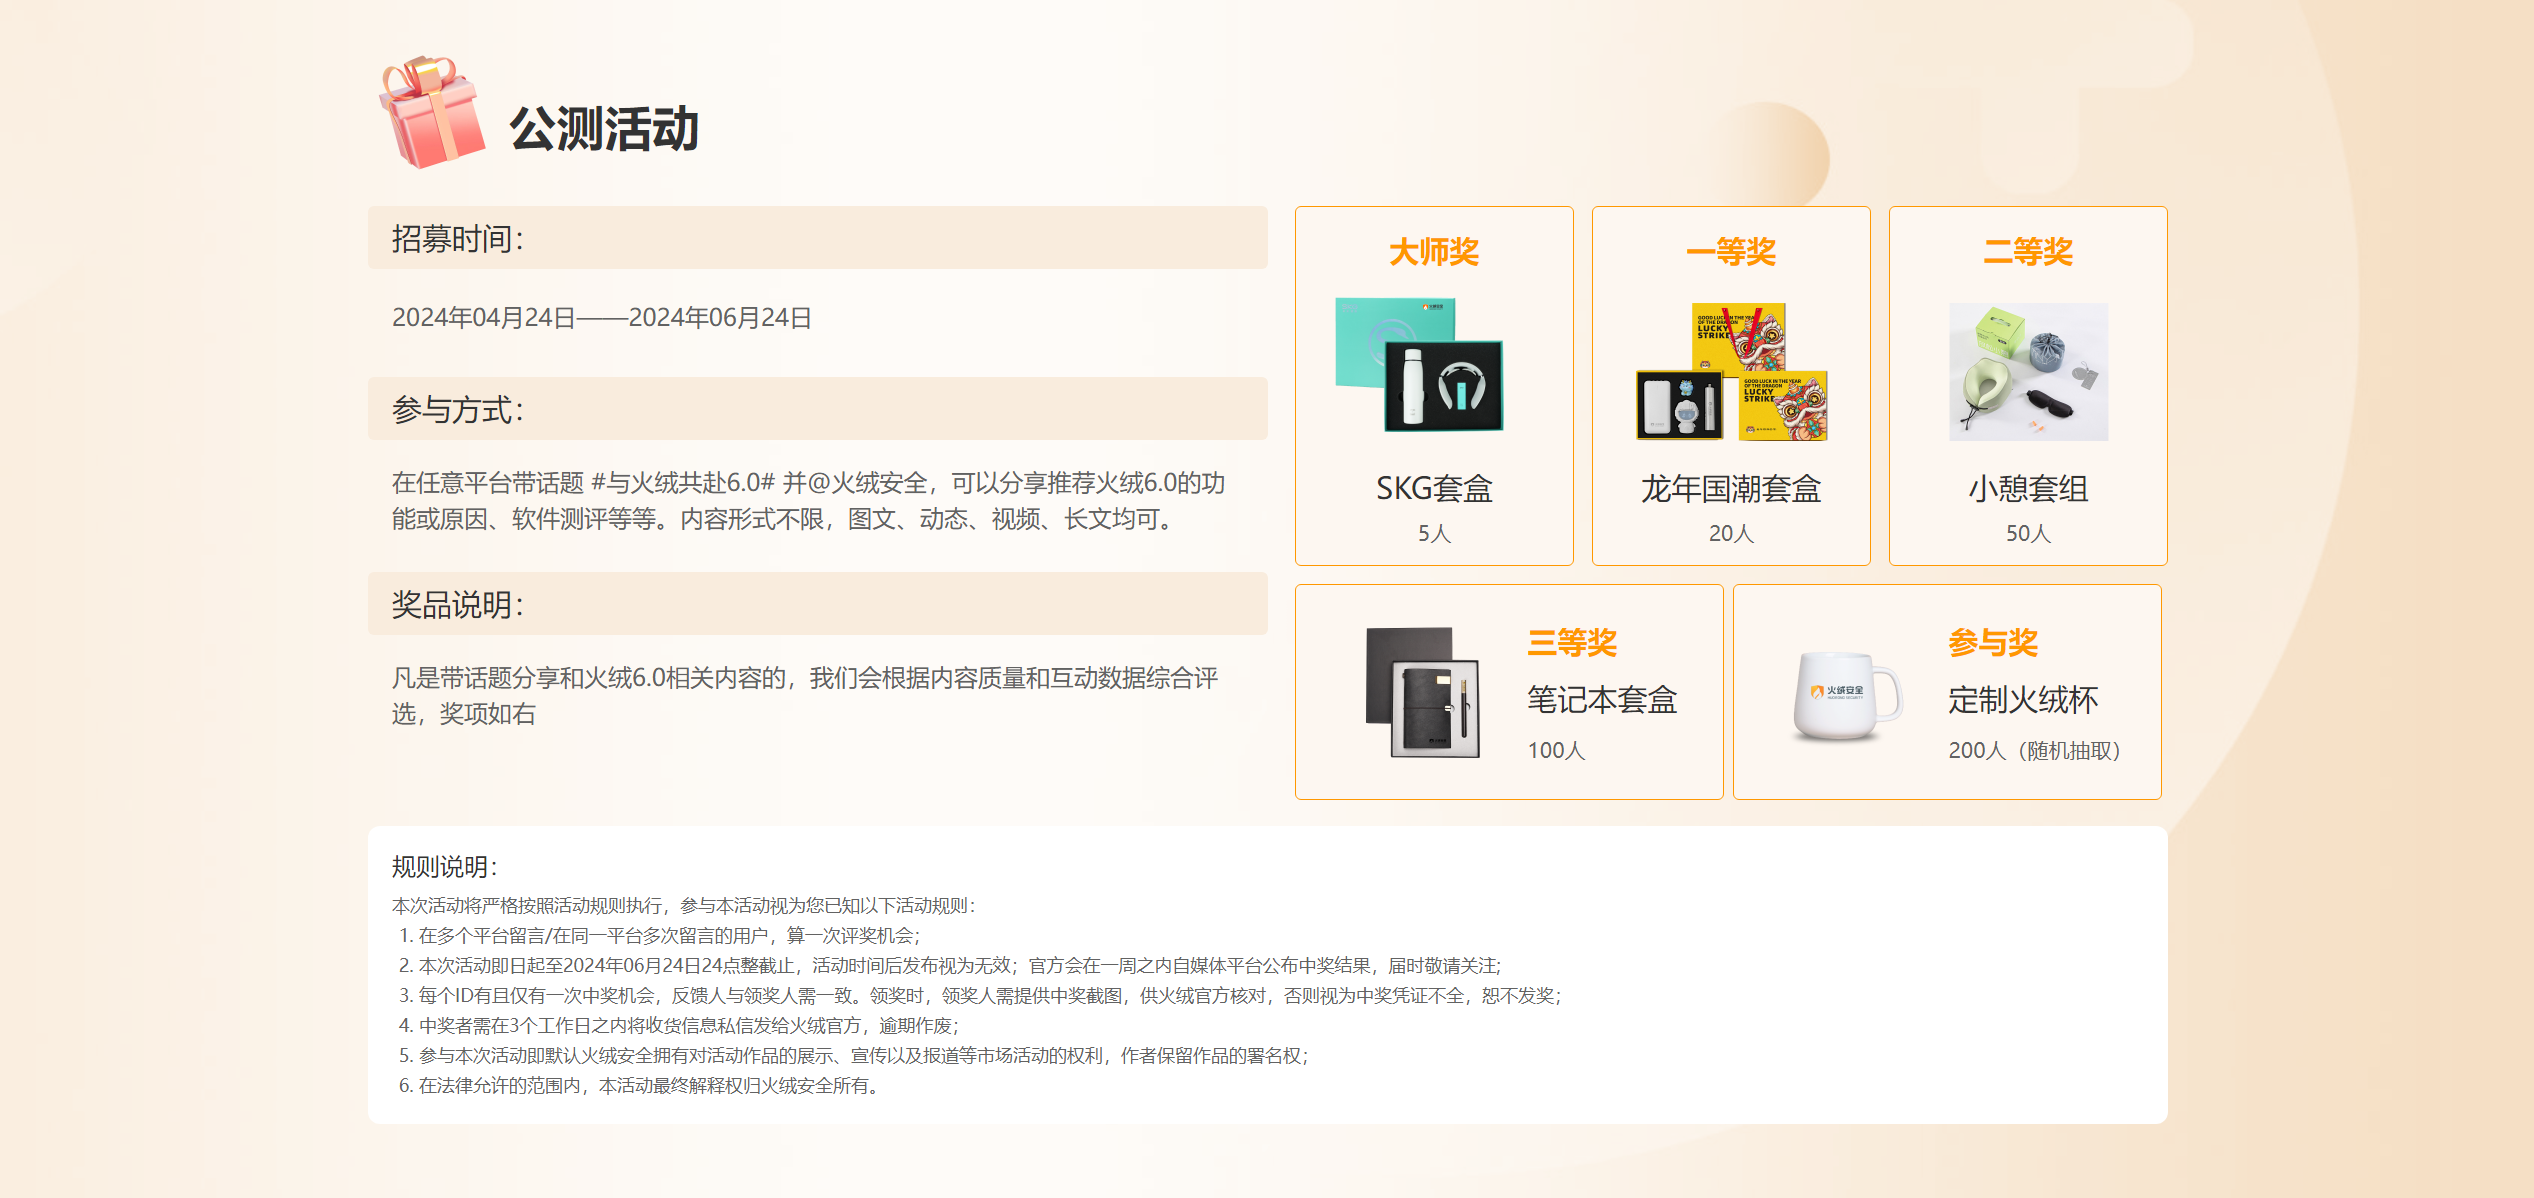 公测活动
招募时间：
2024年04月24日——2024年06月24日
参与方式：
在任意平台带话题 #与火绒共赴6.0# 并@火绒安全，可以分享推荐火绒6.0的功
能或原因、软件测评等等。内容形式不限，图文、动态、视频、长文均可。
奖品说明：
凡是带话题分享和火绒6.0相关内容的，我们会根据内容质量和互动数据综合评
选，奖项如右
大师奖
火绒安全
SKG套盒
5人
一等奖
GOOD LUCK IN THE YEAR
OF THE DRAGON
LUCKY
STRIKE
GOOD LUCK IN THE YEAR
OF THE DRAGON
LUCKY
STRIKE
龙年国潮套盒
20人
二等奖
小憩套组
50人
三等奖
笔记本套盒
100人
火绒安全
参与奖
定制火绒杯
200人（随机抽取）
规则说明：
本次活动将严格按照活动规则执行，参与本活动视为您已知以下活动规则：
1. 在多个平台留言/在同一平台多次留言的用户，算一次评奖机会；
2. 本次活动即日起至2024年06月24日24点整截止，活动时间后发布视为无效；官方会在一周之内自媒体平台公布中奖结果，届时敬请关注;
3. 每个ID有且仅有一次中奖机会，反馈人与领奖人需一致。领奖时，领奖人需提供中奖截图，供火绒官方核对，否则视为中奖凭证不全，恕不发奖；
4. 中奖者需在3个工作日之内将收货信息私信发给火绒官方，逾期作废；
5. 参与本次活动即默认火绒安全拥有对活动作品的展示、宣传以及报道等市场活动的权利，作者保留作品的署名权；
6. 在法律允许的范围内，本活动最终解释权归火绒安全所有。